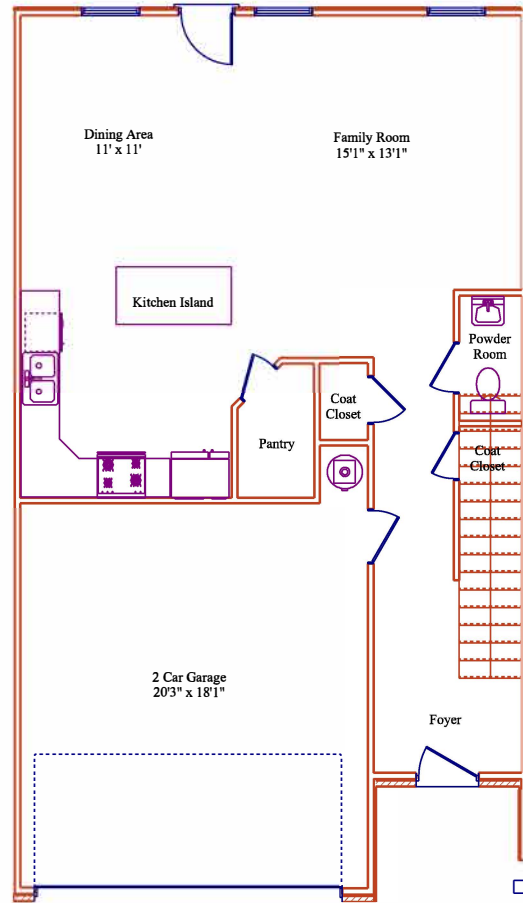 Dining Area
11' x 11'
Family Room
15'1" x 13'1"
Kitchen Island
Powder
Room
Coat
Closet
Pantry
Coat
Closet
2 Car Garage
20'3" x 18'1"
Foyer